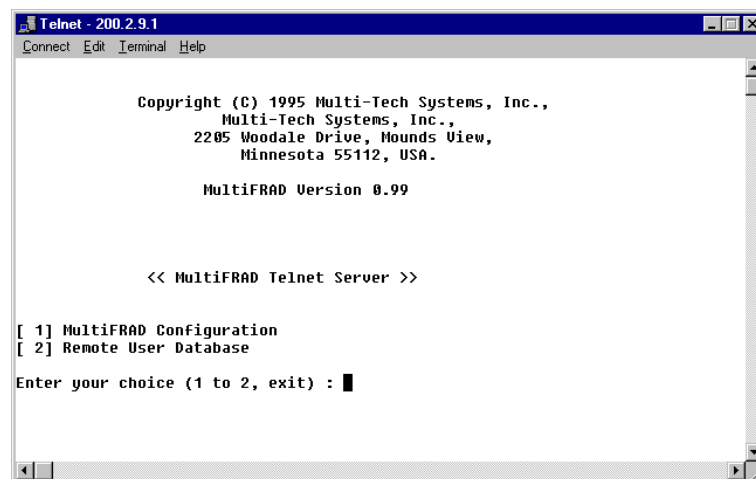 Telnet - 200.2.9.1
Connect Edit Terminal Help
Copyright (C) 1995 Multi-Tech Systems, Inc.,
Multi-Tech Systems, Inc.,
2205 Woodale Drive, Mounds View,
Minnesota 55112, USA.
MultiFRAD Version 0.99
<< MultiFRAD Telnet Server >>
[ 1] MultiFRAD Configuration
[ 2] Remote User Database
Enter your choice (1 to 2, exit) :